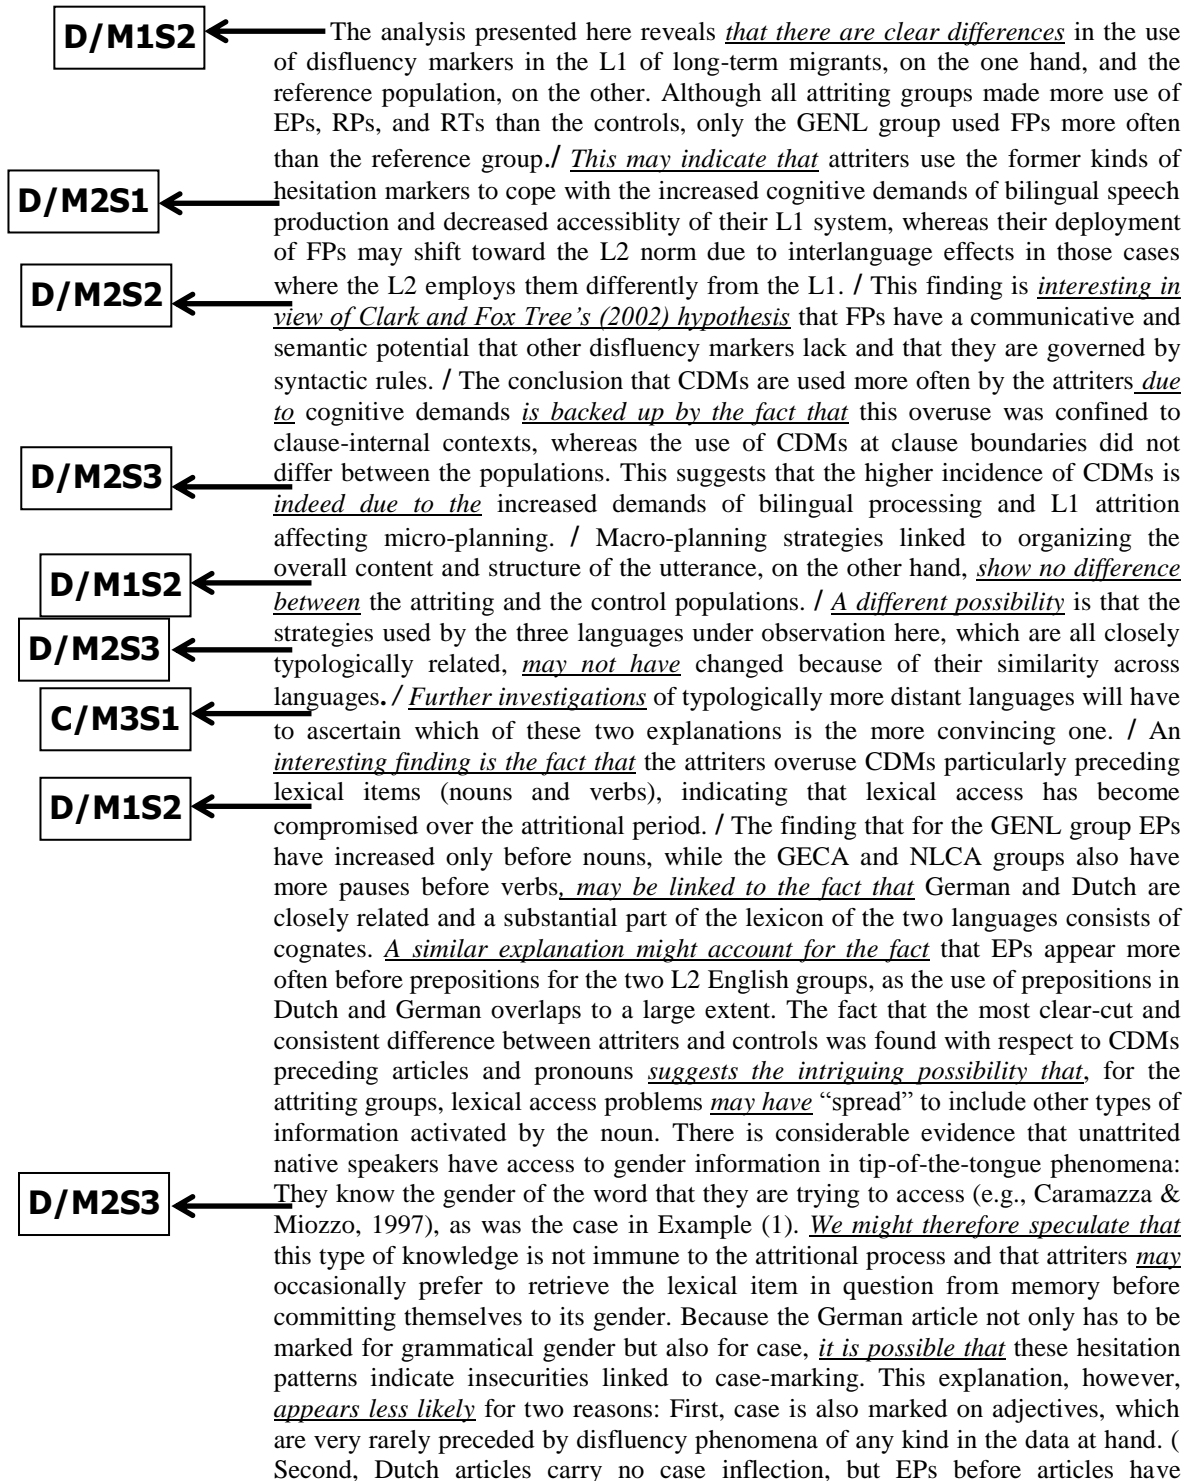 D/M1S2
The analysis presented here reveals that there are clear differences in the use
of disfluency markers in the L1 of long-term migrants, on the one hand, and the
reference population, on the other. Although all attriting groups made more use of
EPs, RPs, and RTs than the controls, only the GENL group used FPs more often
than the reference group./ This may indicate that attriters use the former kinds of
D/M2S1
hesitation markers to cope with the increased cognitive demands of bilingual speech
production and decreased accessiblity of their L1 system, whereas their deployment
of FPs may shift toward the L2 norm due to interlanguage effects in those cases
D/M2S2
where the L2 employs them differently from the L1. / This finding is interesting in
view of Clark and Fox Tree's (2002) hypothesis that FPs have a communicative and
semantic potential that other disfluency markers lack and that they are governed by
syntactic rules. / The conclusion that CDMs are used more often by the attriters due
to cognitive demands is backed up by the fact that this overuse was confined to
clause-internal contexts, whereas the use of CDMs at clause boundaries did not
D/M2S3
differ between the populations. This suggests that the higher incidence of CDMs is
indeed due to the increased demands of bilingual processing and L1 attrition
affecting micro-planning. / Macro-planning strategies linked to organizing the
D/M1S2
overall content and structure of the utterance, on the other hand, show no difference
between the attriting and the control populations. / A different possibility is that the
D/M2S3
strategies used by the three languages under observation here, which are all closely
typologically related, may not have changed because of their similarity across
C/M3S1
languages. / Further investigations of typologically more distant languages will have
to ascertain which of these two explanations is the more convincing one. / An
interesting finding is the fact that the attriters overuse CDMs particularly preceding
D/M1S2
lexical items (nouns and verbs), indicating that lexical access has become
compromised over the attritional period. / The finding that for the GENL group EPs
have increased only before nouns, while the GECA and NLCA groups also have
more pauses before verbs, may be linked to the fact that German and Dutch are
closely related and a substantial part of the lexicon of the two languages consists of
cognates. A similar explanation might account for the fact that EPs appear more
often before prepositions for the two L2 English groups, as the use of prepositions in
Dutch and German overlaps to a large extent. The fact that the most clear-cut and
consistent difference between attriters and controls was found with respect to CDMs
preceding articles and pronouns suggests the intriguing possibility that, for the
attriting groups, lexical access problems may have "spread" to include other types of
information activated by the noun. There is considerable evidence that unattrited
native speakers have access to gender information in tip-of-the-tongue phenomena:
D/M2S3
They know the gender of the word that they are trying to access (e.g., Caramazza &
Miozzo, 1997), as was the case in Example (1). We might therefore speculate that
this type of knowledge is not immune to the attritional process and that attriters may
occasionally prefer to retrieve the lexical item in question from memory before
committing themselves to its gender. Because the German article not only has to be
marked for grammatical gender but also for case, it is possible that these hesitation
patterns indicate insecurities linked to case-marking. This explanation, however,
appears less likely for two reasons: First, case is also marked on adjectives, which
are very rarely preceded by disfluency phenomena of any kind in the data at hand. (
Second, Dutch articles carry no case inflection, but EPs before articles have